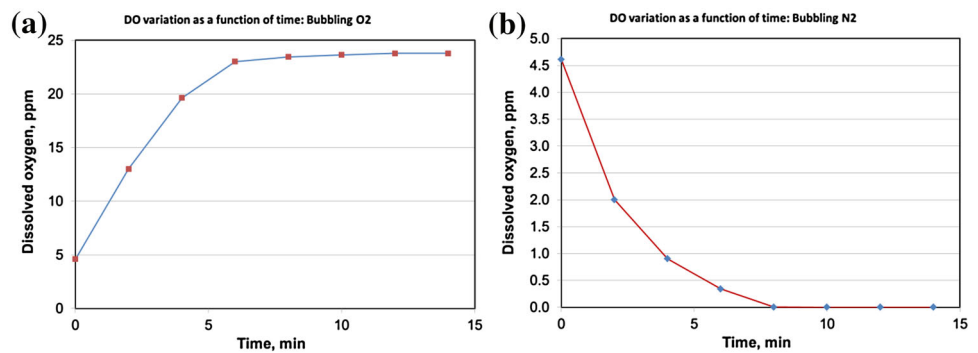 (a)
DO variation as a function of time: Bubbling O2
25
20
15
10
5
0
Dissolved oxygen, ppm
0 5 10 15
Time, min
(b)
DO variation as a function of time: Bubbling N2
5.0
4.5
4.0
3.5
3.0
2.5
2.0
1.5
1.0
0.5
0.0
Dissolved oxygen, ppm
0 5 10 15
Time, min